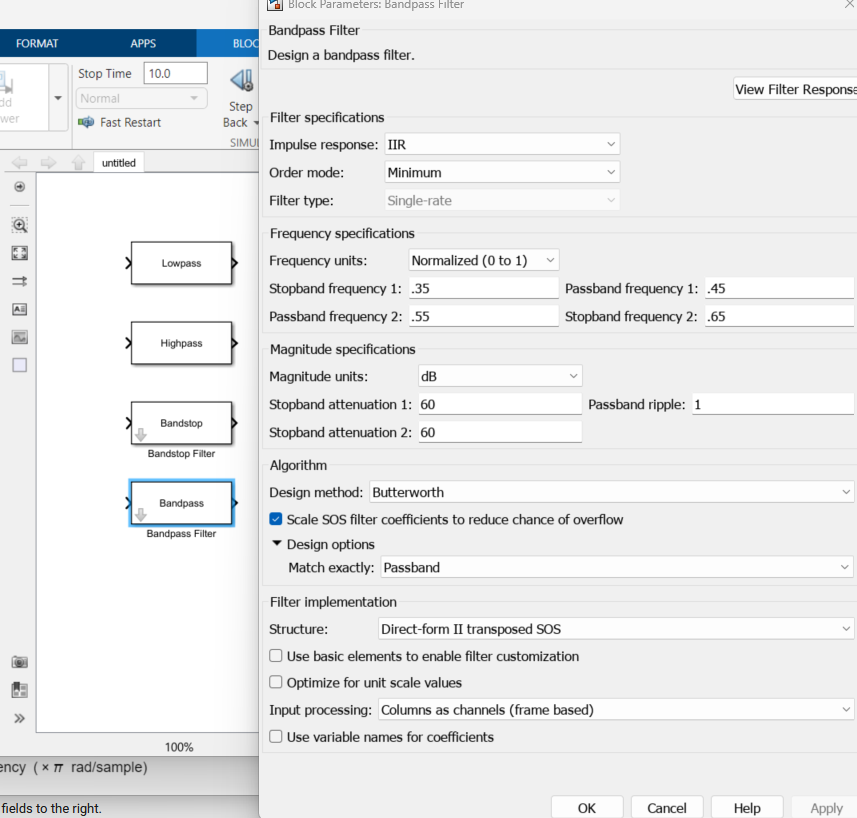 Block Parameters: Bandpass Filter
FORMAT APPS BLOC
Stop Time 10.0
Normal
Fast Restart
Step
Back
SIMU
untitled
Lowpass
Highpass
Bandstop
Bandstop Filter
Bandpass
Bandpass Filter
100%
ency (× π rad/sample)
fields to the right.
Bandpass Filter
Design a bandpass filter.
View Filter Response
Filter specifications
Impulse response: IIR
Order mode: Minimum
Filter type: Single-rate
Frequency specifications
Frequency units: Normalized (0 to 1)
Stopband frequency 1: .35 Passband frequency 1: .45
Passband frequency 2: .55 Stopband frequency 2: .65
Magnitude specifications
Magnitude units: dB
Stopband attenuation 1: 60 Passband ripple: 1
Stopband attenuation 2: 60
Algorithm
Design method: Butterworth
Scale SOS filter coefficients to reduce chance of overflow
Design options
Match exactly: Passband
Filter implementation
Structure: Direct-form II transposed SOS
Use basic elements to enable filter customization
Optimize for unit scale values
Input processing: Columns as channels (frame based)
Use variable names for coefficients
OK Cancel Help Apply